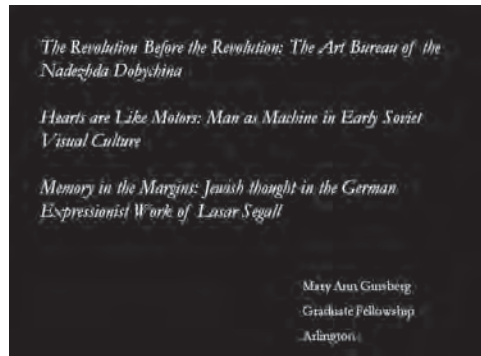 The Revolution Before the Revolution: The Art Bureau of the
Nadezhda Dobychina
Hearts are Like Motors: Man as Machine in Early Soviet
Visual Culture
Memory in the Margins: Jewish thought in the German
Expressionist Work of Lasar Segall
Mary Ann Ginsberg
Graduate Fellowship
Arlington